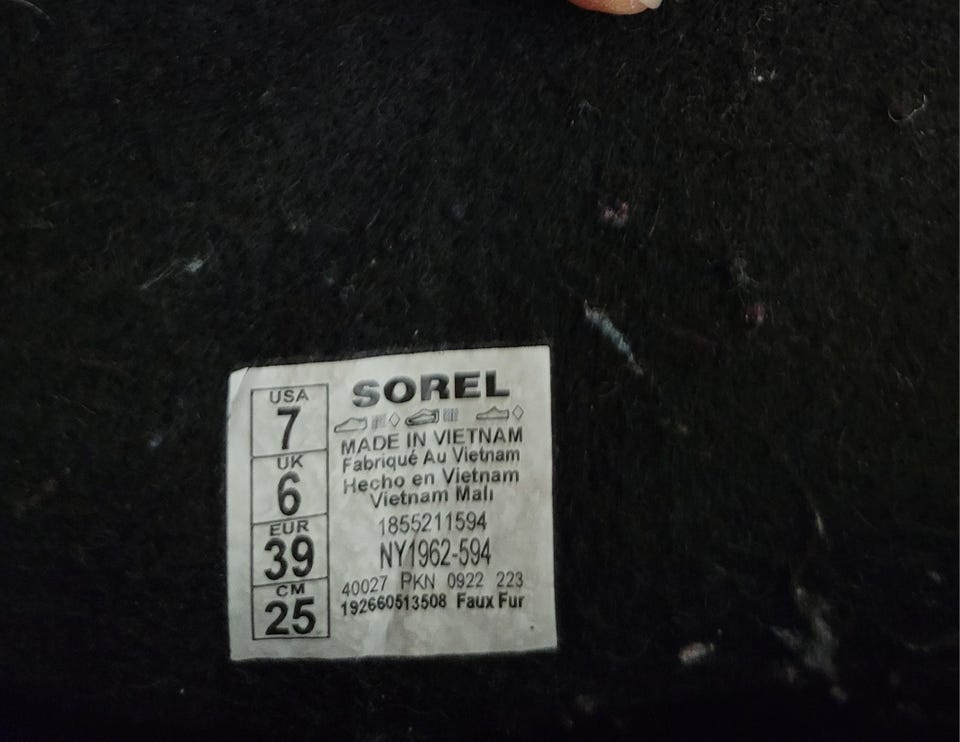 USA
7
UK
6
EUR
39
CM
25
SOREL
MADE IN VIETNAM
Fabriqué Au Vietnam
Hecho en Vietnam
Vietnam Malı
1855211594
NY1962-594
40027 PKN 0922 223
192660513508 Faux Fur